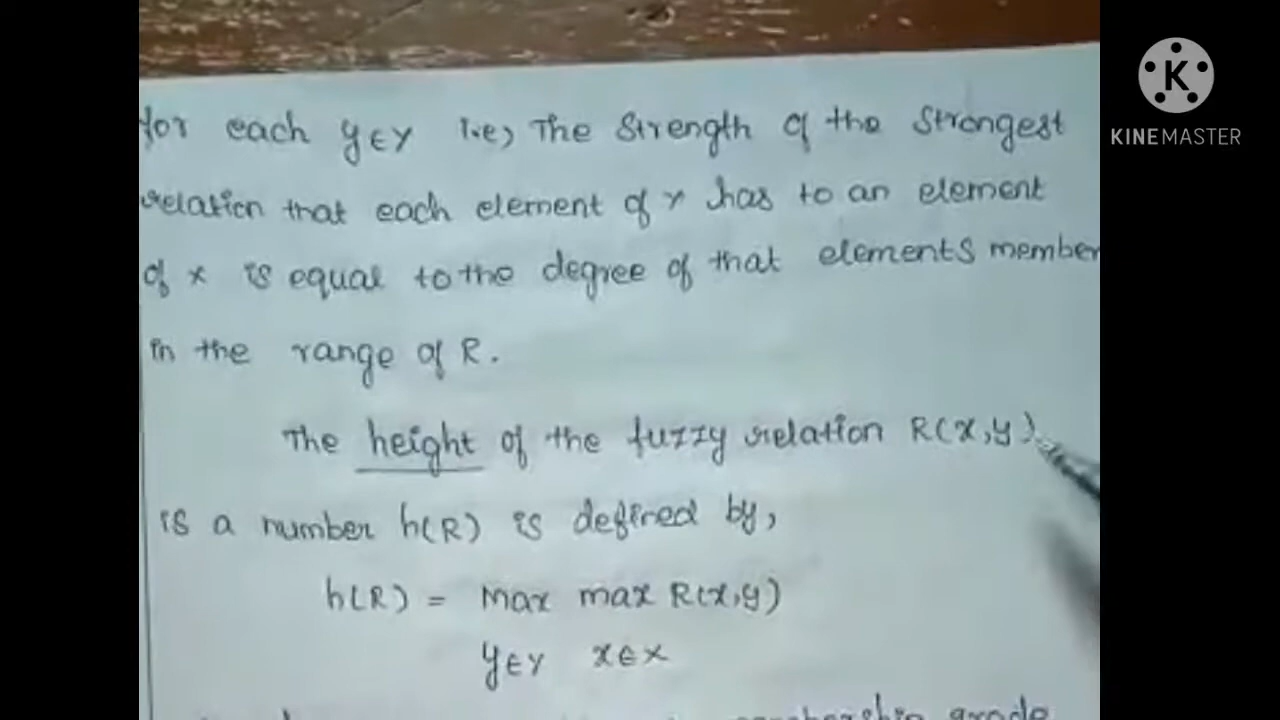 for each y∈Y i.e) The strength of the strongest
relation that each element of Y has to an element
of X is equal to the degree of that elements member
in the range of R.
The height of the fuzzy relation R(X,Y)
is a number h(R) is defined by,
h(R) = Max max R(x,y)
y∈Y x∈X
grade
K
KINEMASTER